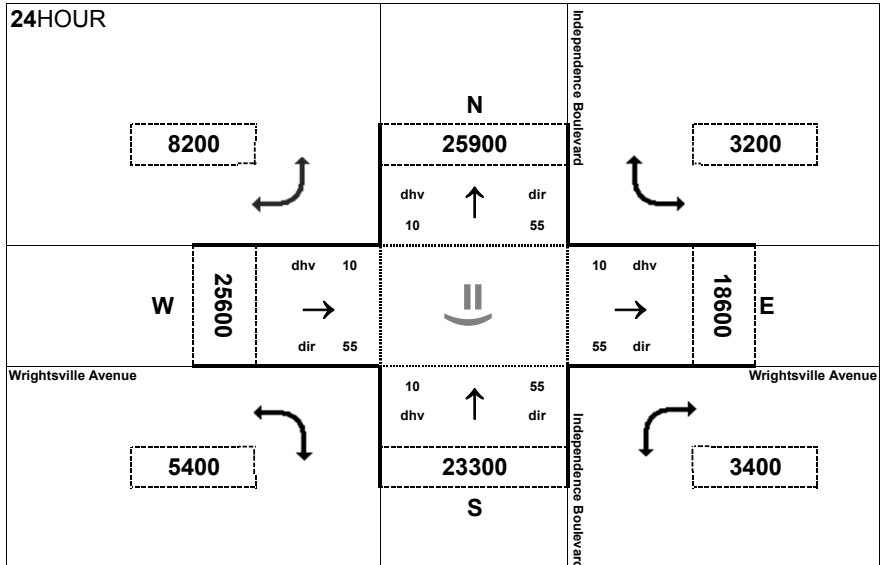 24HOUR
Independence Boulevard
N
8200
25900
3200
dhv
dir
10
55
dhv 10
10 dhv
W
25600
18600
E
dir 55
55 dir
Wrightsville Avenue
Wrightsville Avenue
10
55
dhv
dir
Independence Boulevard
5400
23300
3400
S